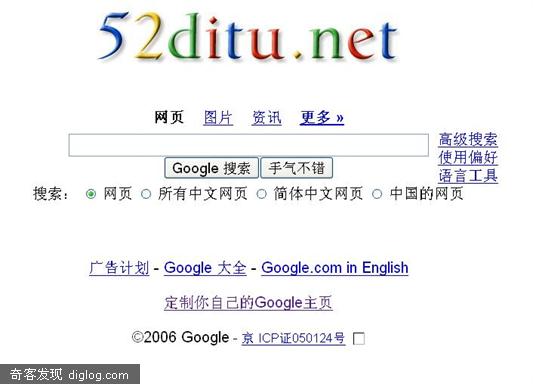 52ditu.net
网页 图片 资讯 更多 »
高级搜索
使用偏好
语言工具
Google 搜索 手气不错
搜索： 网页 所有中文网页 简体中文网页 中国的网页
广告计划 - Google 大全 - Google.com in English
定制你自己的Google主页
©2006 Google - 京 ICP证050124号
奇客发现 diglog.com